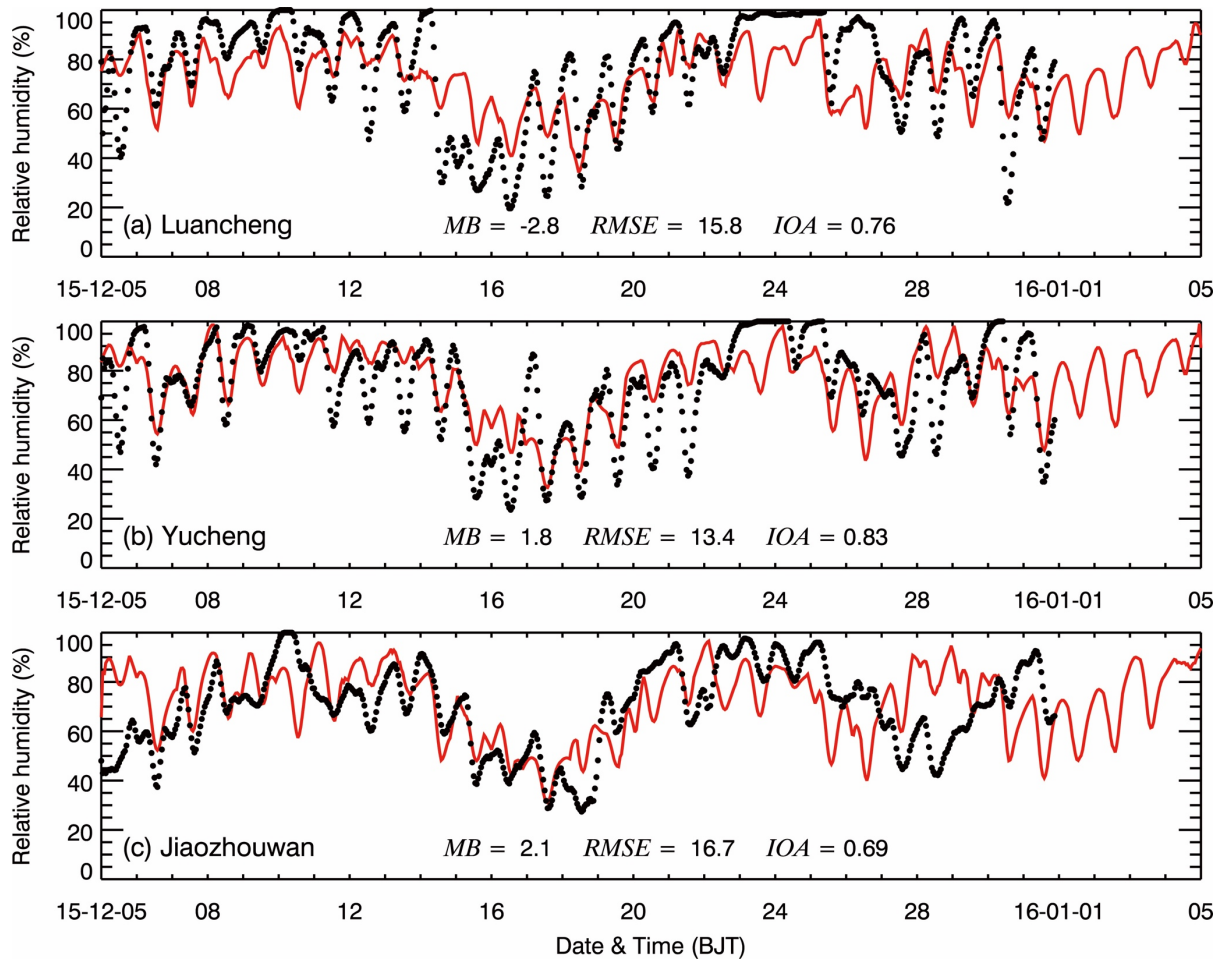 Relative humidity (%)
100
80
60
40
20
0
(a) Luancheng MB = -2.8 RMSE = 15.8 IOA = 0.76
15-12-05 08 12 16 20 24 28 16-01-01 05
Relative humidity (%)
100
80
60
40
20
0
(b) Yucheng MB = 1.8 RMSE = 13.4 IOA = 0.83
15-12-05 08 12 16 20 24 28 16-01-01 05
Relative humidity (%)
100
80
60
40
20
0
(c) Jiaozhouwan MB = 2.1 RMSE = 16.7 IOA = 0.69
15-12-05 08 12 16 20 24 28 16-01-01 05
Date & Time (BJT)